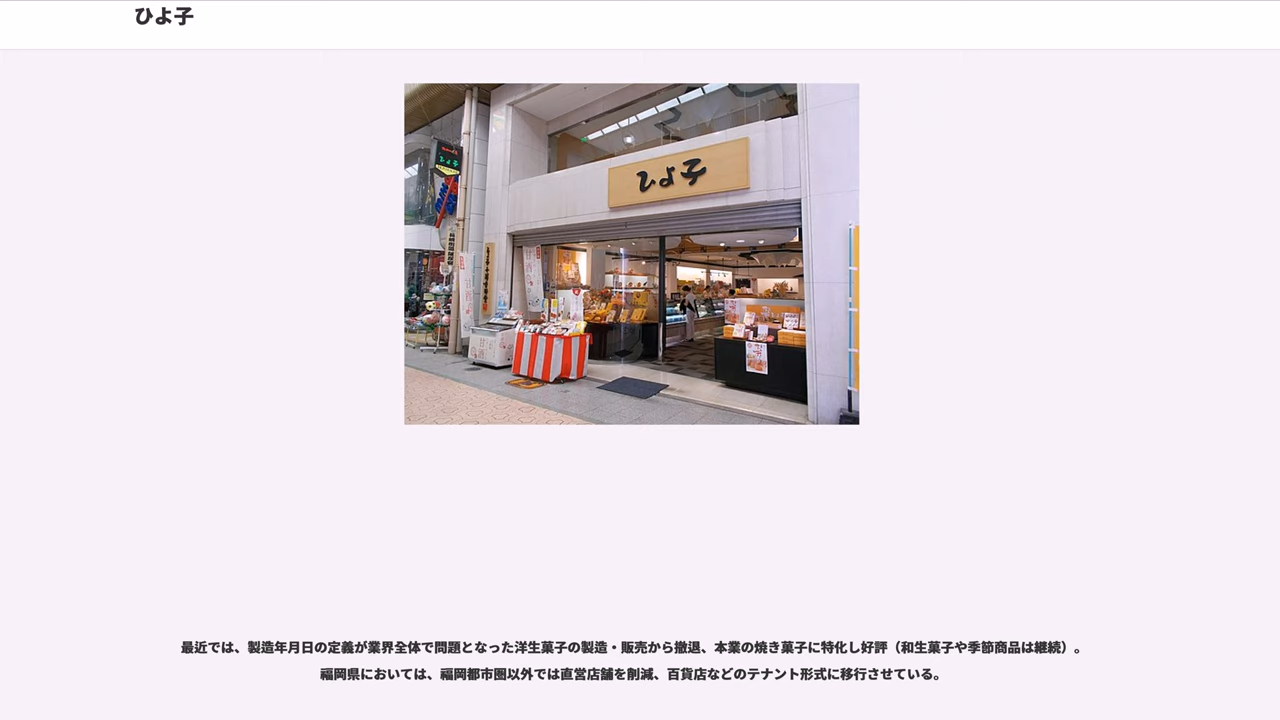 ひよ子
ひよ子
甘酒
最近では、製造年月日の定義が業界全体で問題となった洋生菓子の製造・販売から撤退、本業の焼き菓子に特化し好評（和生菓子や季節商品は継続）。
福岡県においては、福岡都市圏以外では直営店舗を削減、百貨店などのテナント形式に移行させている。